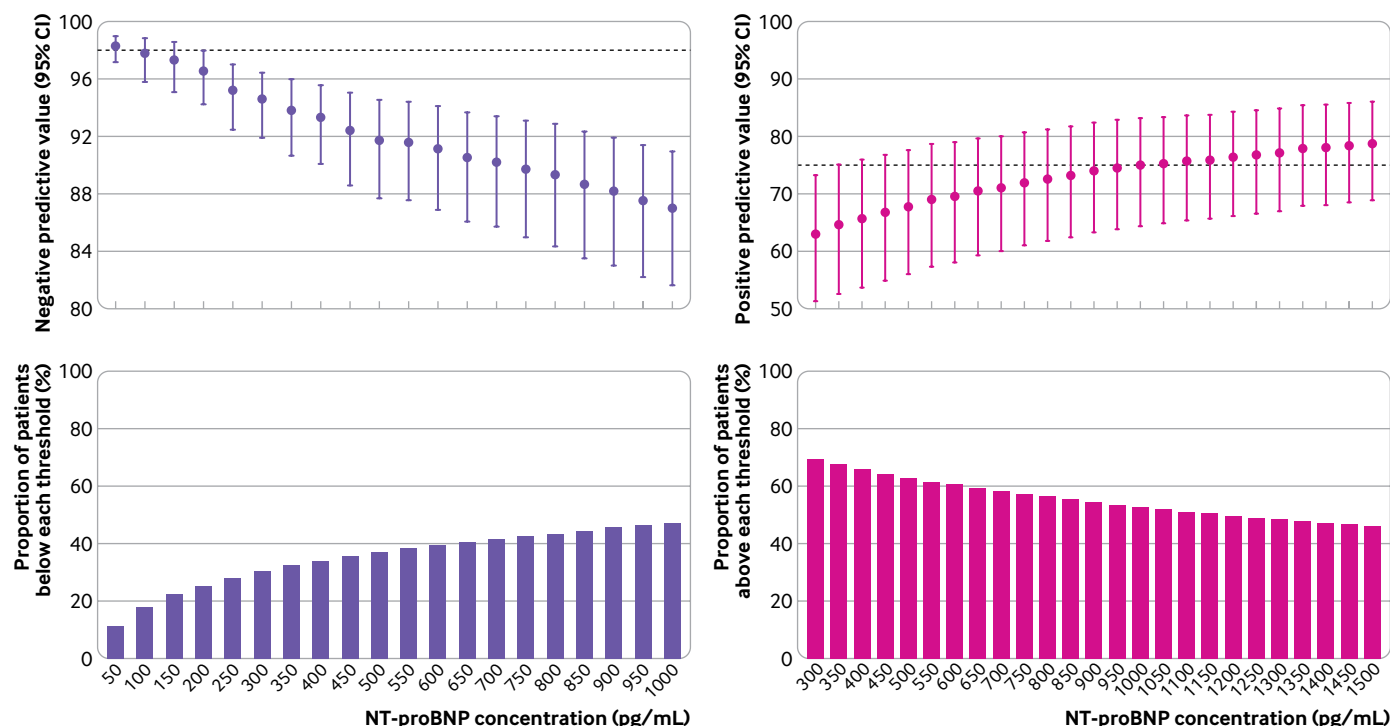 Negative predictive value (95% CI)
100
96
92
88
84
80
Positive predictive value (95% CI)
100
90
80
70
60
50
Proportion of patients
below each threshold (%)
100
80
60
40
20
0
50 100 150 200 250 300 350 400 450 500 550 600 650 700 750 800 850 900 950 1000
NT-proBNP concentration (pg/mL)
Proportion of patients
above each threshold (%)
100
80
60
40
20
0
300 350 400 450 500 550 600 650 700 750 800 850 900 950 1000 1050 1100 1150 1200 1250 1300 1350 1400 1450 1500
NT-proBNP concentration (pg/mL)